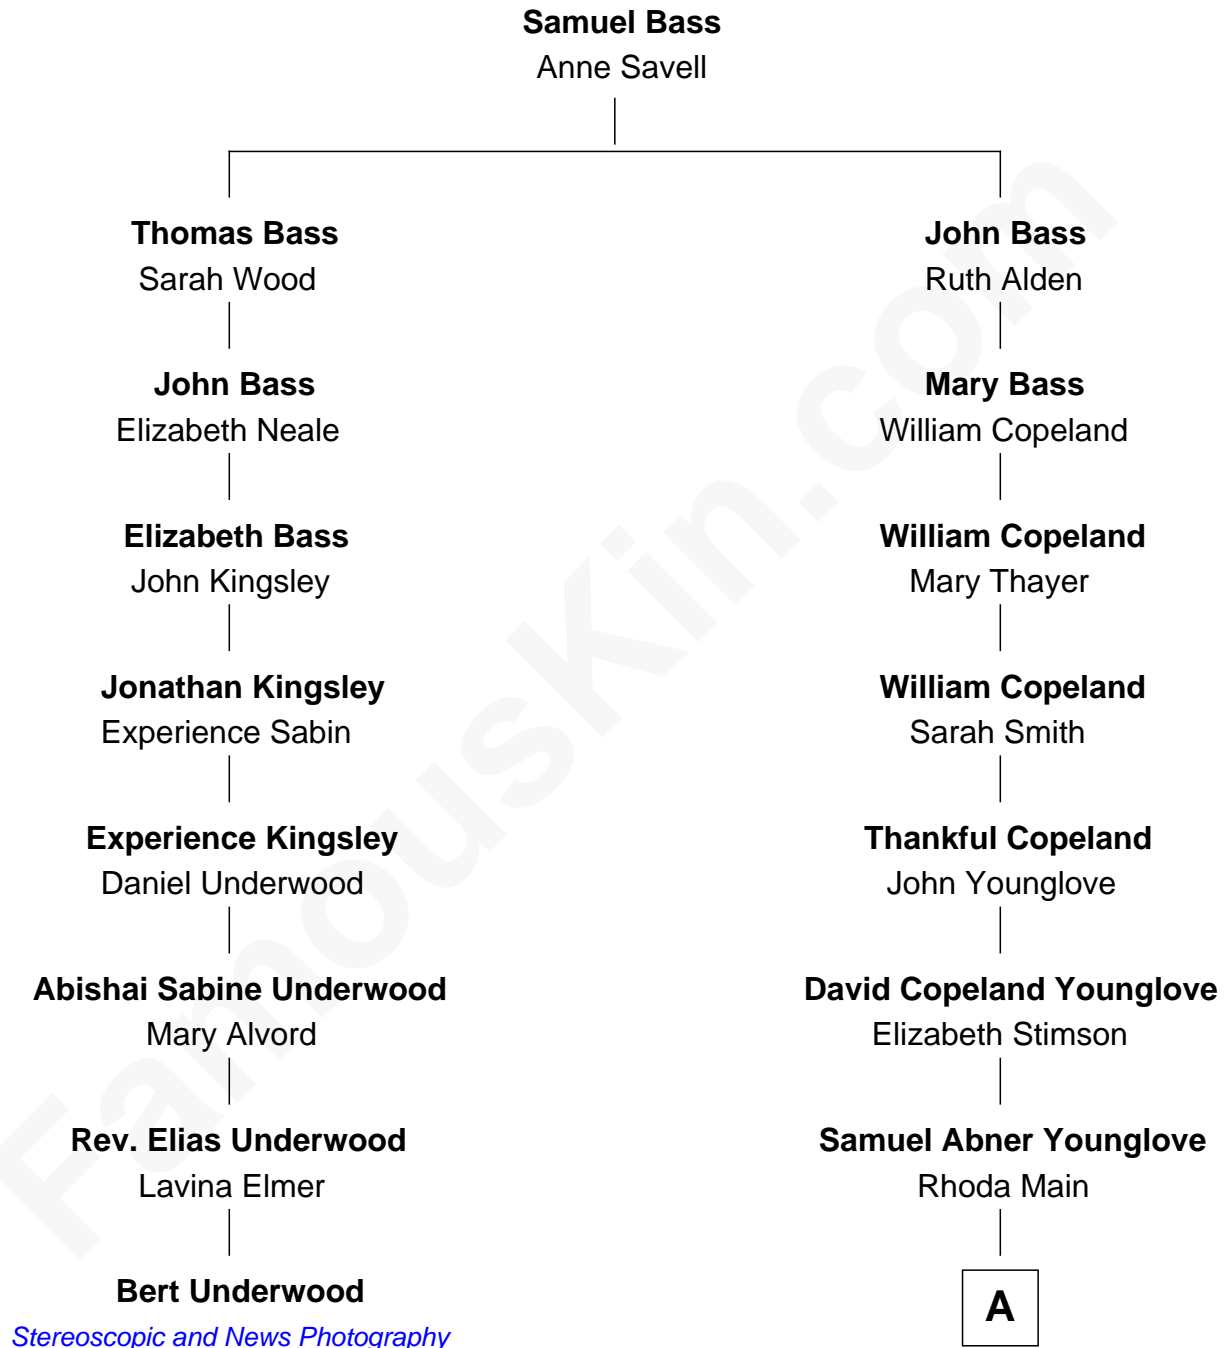 Samuel Bass
Anne Savell
Thomas Bass
Sarah Wood
John Bass
Ruth Alden
John Bass
Elizabeth Neale
Mary Bass
William Copeland
Elizabeth Bass
John Kingsley
William Copeland
Mary Thayer
Jonathan Kingsley
Experience Sabin
William Copeland
Sarah Smith
Experience Kingsley
Daniel Underwood
Thankful Copeland
John Younglove
Abishai Sabine Underwood
Mary Alvord
David Copeland Younglove
Elizabeth Stimson
Rev. Elias Underwood
Lavina Elmer
Samuel Abner Younglove
Rhoda Main
Bert Underwood
Stereoscopic and News Photography
A
FamousKin.com